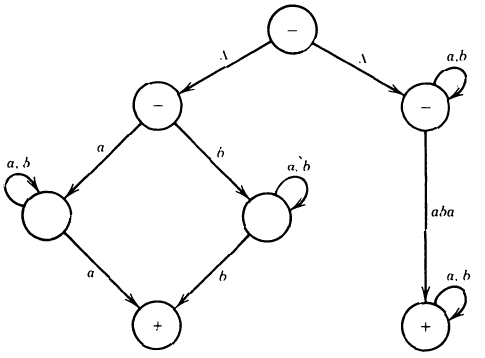 −
Λ Λ
a,b
− −
a b
a, b a, b
aba
a b
a, b
+ +